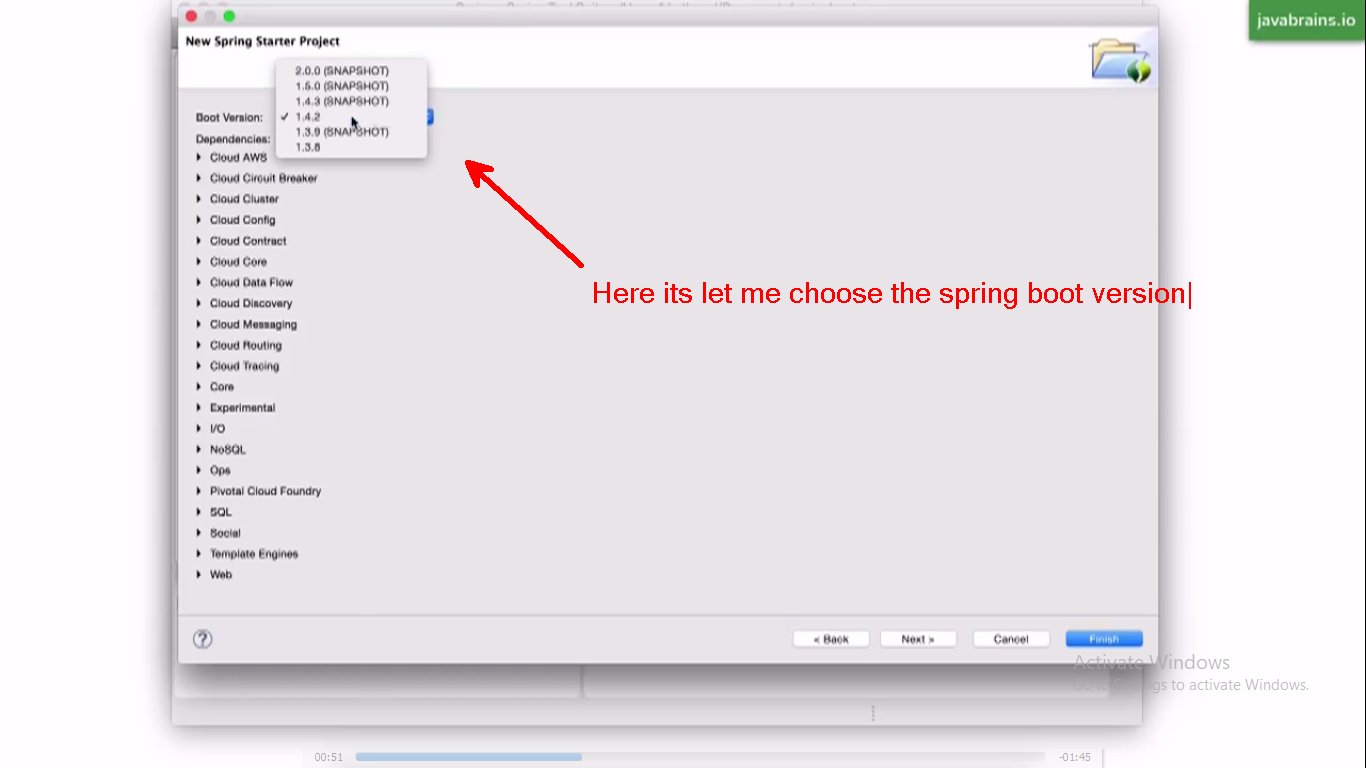 javabrains.io
New Spring Starter Project
2.0.0 (SNAPSHOT)
1.5.0 (SNAPSHOT)
1.4.3 (SNAPSHOT)
Boot Version: ✓ 1.4.2
1.3.9 (SNAPSHOT)
Dependencies:
1.3.8
Cloud AWS
Cloud Circuit Breaker
Cloud Cluster
Cloud Config
Cloud Contract
Cloud Core
Cloud Data Flow
Cloud Discovery
Cloud Messaging
Cloud Routing
Cloud Tracing
Core
Experimental
I/O
NoSQL
Ops
Pivotal Cloud Foundry
SQL
Social
Template Engines
Web
Here its let me choose the spring boot version
? < Back Next > Cancel Finish
Activate Windows
Go to Settings to activate Windows.
00:51 -01:45